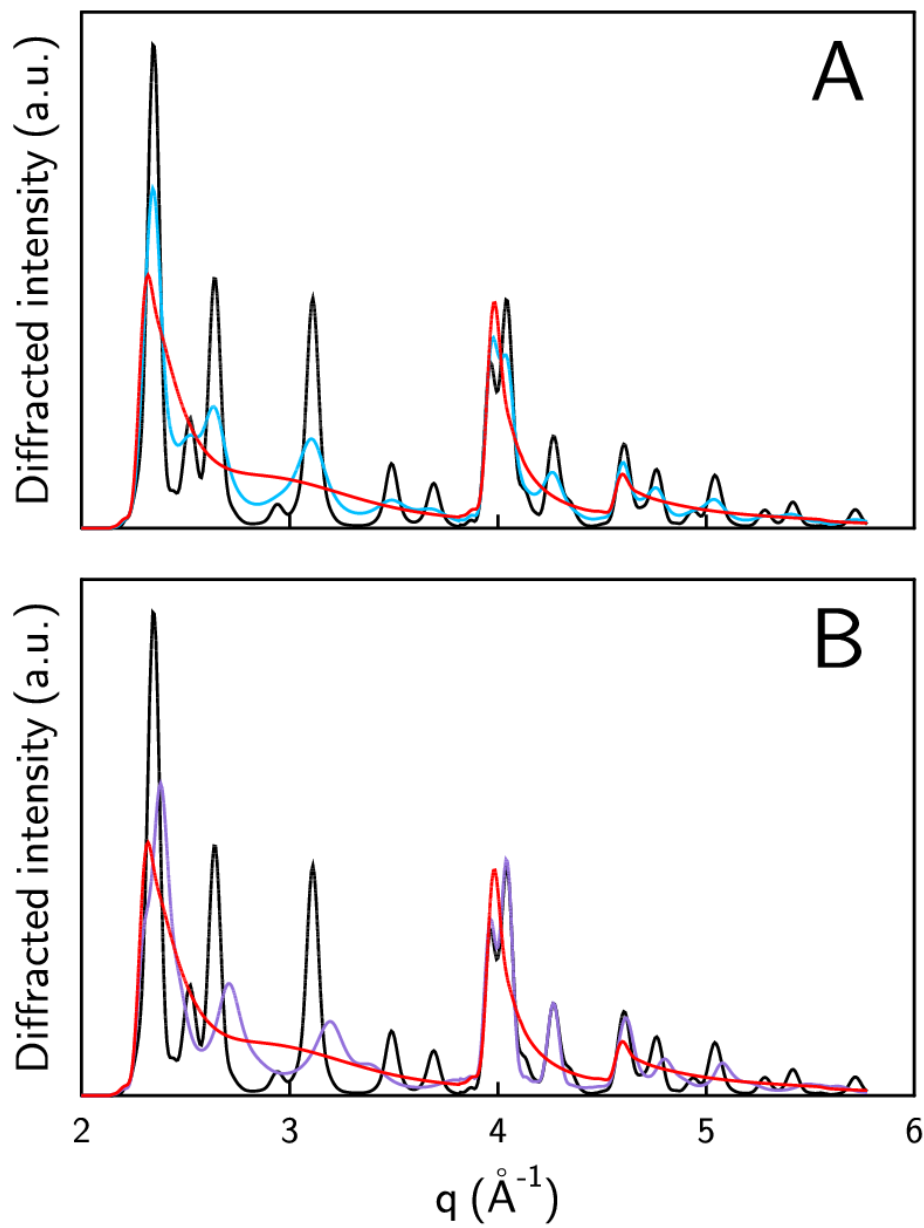 Diffracted intensity (a.u.)
A
Diffracted intensity (a.u.)
B
2 3 4 5 6
q (Å⁻¹)